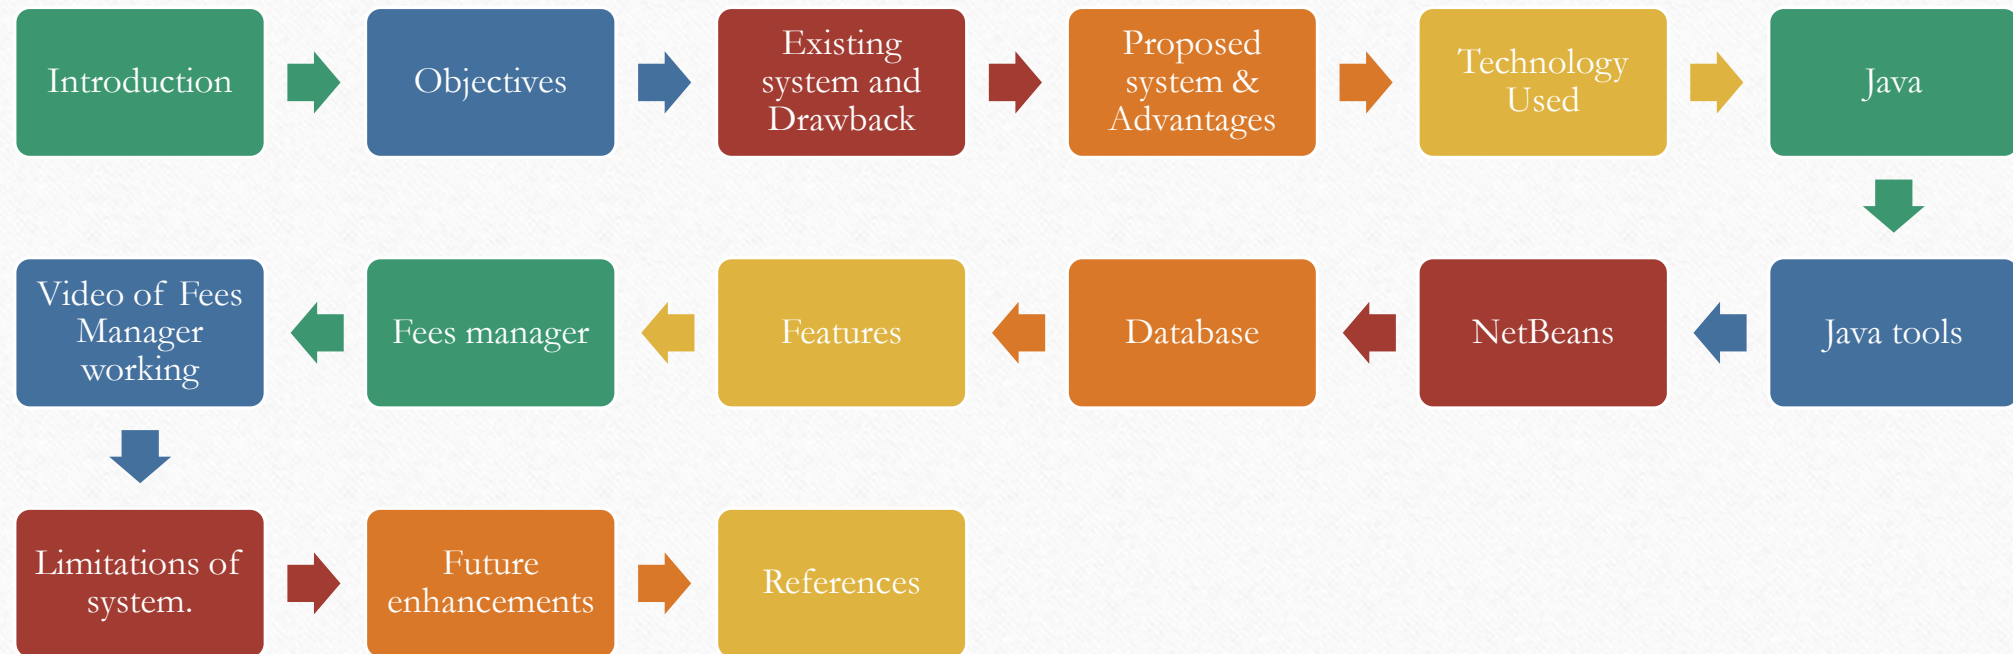 Introduction
Objectives
Existing
system and
Drawback
Proposed
system &
Advantages
Technology
Used
Java
Java tools
NetBeans
Database
Features
Fees manager
Video of Fees
Manager
working
Limitations of
system.
Future
enhancements
References